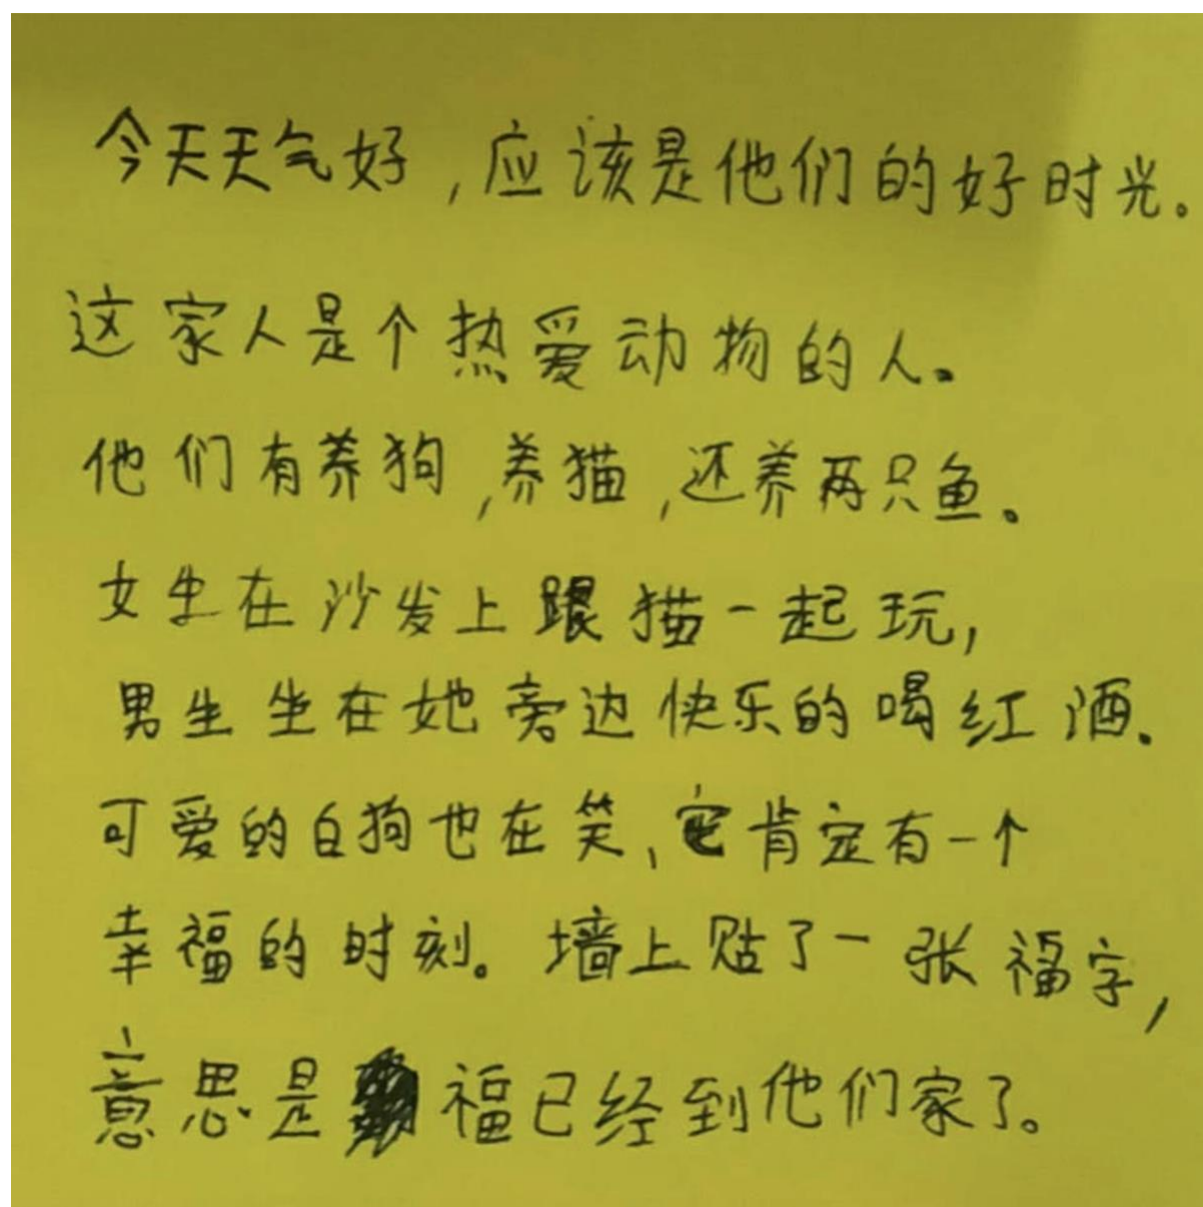 今天天气好,应该是他们的好时光。
这家人是个热爱动物的人。
他们有养狗,养猫,还养两只鱼。
女生在沙发上跟猫一起玩,
男生坐在她旁边快乐的喝红酒.
可爱的白狗也在笑,它肯定有一个
幸福的时刻。墙上贴了一张福字,
意思是福已经到他们家了。